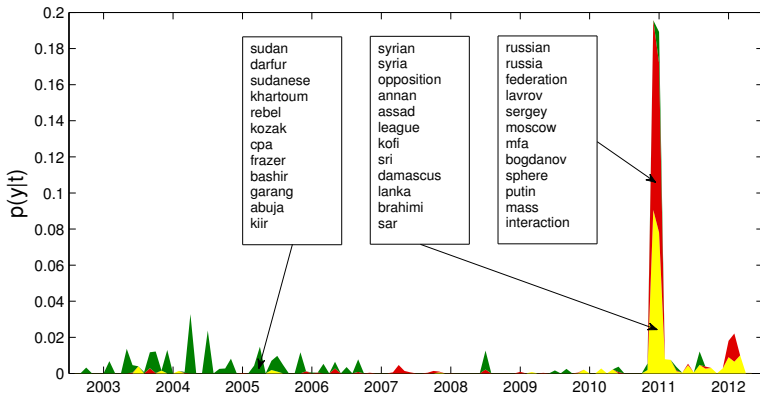 0.2
0.18
0.16
0.14
0.12
0.1
0.08
0.06
0.04
0.02
0
p(y|t)
sudan
darfur
sudanese
khartoum
rebel
kozak
cpa
frazer
bashir
garang
abuja
kiir
syrian
syria
opposition
annan
assad
league
kofi
sri
damascus
lanka
brahimi
sar
russian
russia
federation
lavrov
sergey
moscow
mfa
bogdanov
sphere
putin
mass
interaction
2003 2004 2005 2006 2007 2008 2009 2010 2011 2012